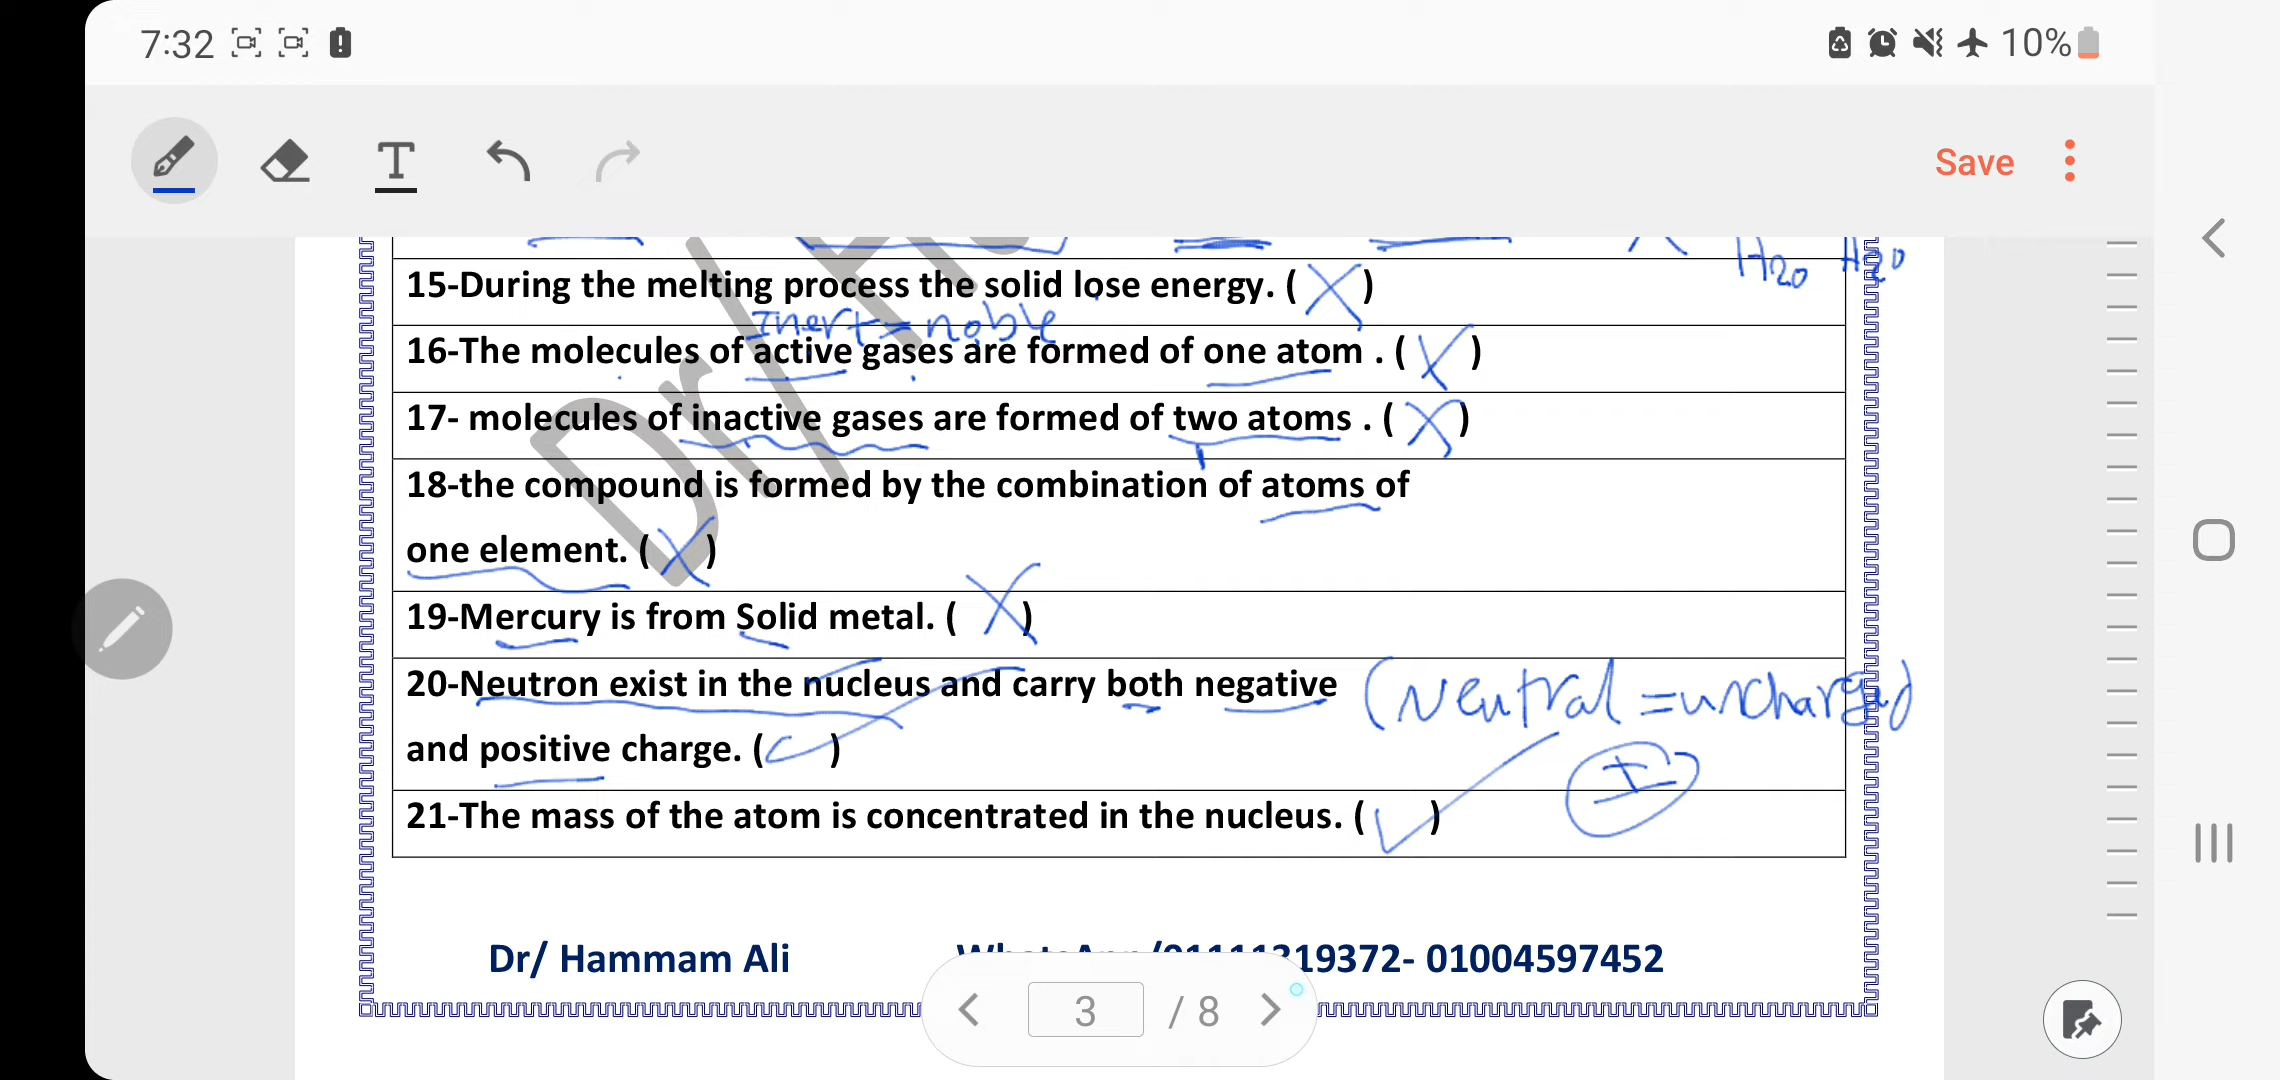 7:32
10%
T
Save
H2O H2O
15-During the melting process the solid lose energy. ( X )
Inert = noble
16-The molecules of active gases are formed of one atom . ( X )
17- molecules of inactive gases are formed of two atoms . ( X )
18-the compound is formed by the combination of atoms of
one element. ( X )
19-Mercury is from Solid metal. ( X )
20-Neutron exist in the nucleus and carry both negative (Neutral = uncharged)
and positive charge. ( ✓ )
21-The mass of the atom is concentrated in the nucleus. ( ✓ )
Dr/ Hammam Ali 01004597452
3 / 8
Dr/